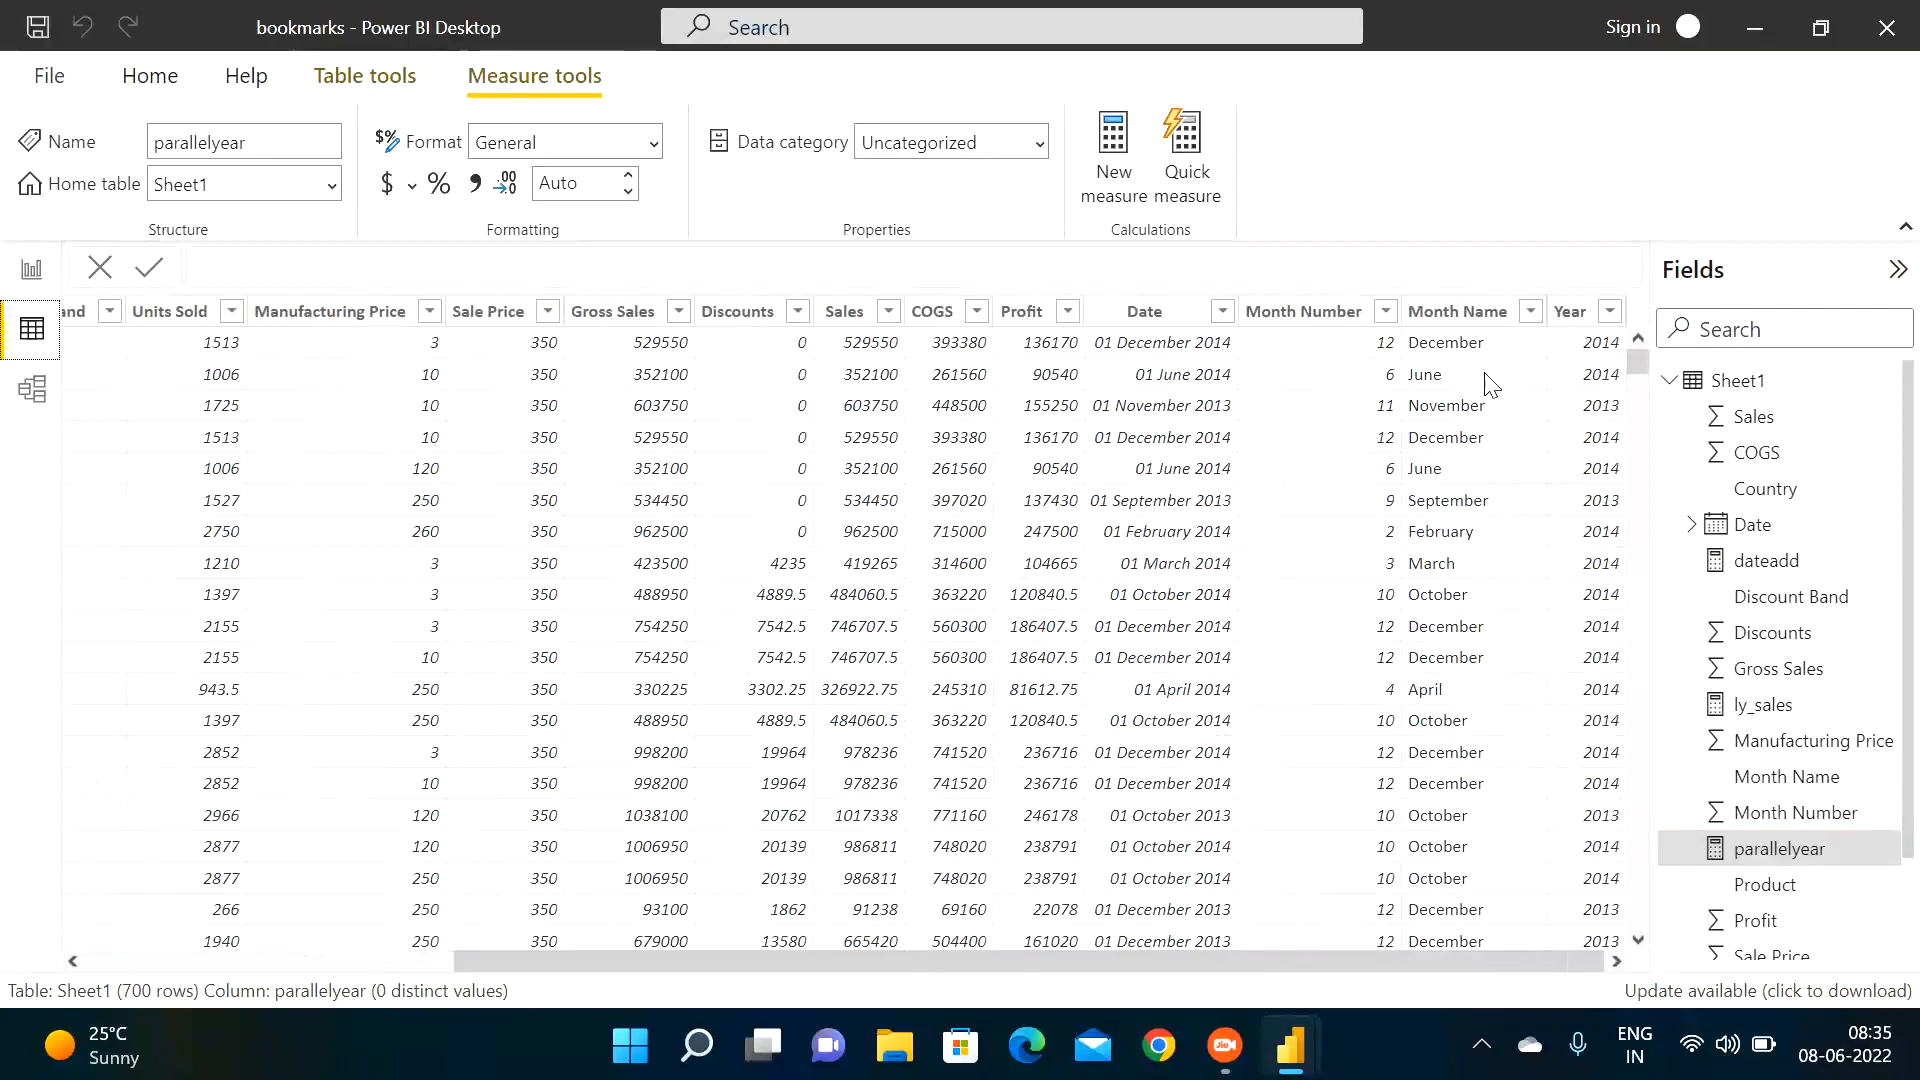 bookmarks - Power BI Desktop
Search
Sign in
File Home Help Table tools Measure tools
Name parallelyear
Home table Sheet1
Structure
$% Format General
$ % 9 .00 Auto
Formatting
Data category Uncategorized
Properties
New measure
Quick measure
Calculations
and Units Sold Manufacturing Price Sale Price Gross Sales Discounts Sales COGS Profit Date Month Number Month Name Year
1513 3 350 529550 0 529550 393380 136170 01 December 2014 12 December 2014
1006 10 350 352100 0 352100 261560 90540 01 June 2014 6 June 2014
1725 10 350 603750 0 603750 448500 155250 01 November 2013 11 November 2013
1513 10 350 529550 0 529550 393380 136170 01 December 2014 12 December 2014
1006 120 350 352100 0 352100 261560 90540 01 June 2014 6 June 2014
1527 250 350 534450 0 534450 397020 137430 01 September 2013 9 September 2013
2750 260 350 962500 0 962500 715000 247500 01 February 2014 2 February 2014
1210 3 350 423500 4235 419265 314600 104665 01 March 2014 3 March 2014
1397 3 350 488950 4889.5 484060.5 363220 120840.5 01 October 2014 10 October 2014
2155 3 350 754250 7542.5 746707.5 560300 186407.5 01 December 2014 12 December 2014
2155 10 350 754250 7542.5 746707.5 560300 186407.5 01 December 2014 12 December 2014
943.5 250 350 330225 3302.25 326922.75 245310 81612.75 01 April 2014 4 April 2014
1397 250 350 488950 4889.5 484060.5 363220 120840.5 01 October 2014 10 October 2014
2852 3 350 998200 19964 978236 741520 236716 01 December 2014 12 December 2014
2852 10 350 998200 19964 978236 741520 236716 01 December 2014 12 December 2014
2966 120 350 1038100 20762 1017338 771160 246178 01 October 2013 10 October 2013
2877 120 350 1006950 20139 986811 748020 238791 01 October 2014 10 October 2014
2877 250 350 1006950 20139 986811 748020 238791 01 October 2014 10 October 2014
266 250 350 93100 1862 91238 69160 22078 01 December 2013 12 December 2013
1940 250 350 679000 13580 665420 504400 161020 01 December 2013 12 December 2013
Fields
Search
Sheet1
Sales
COGS
Country
Date
dateadd
Discount Band
Discounts
Gross Sales
ly_sales
Manufacturing Price
Month Name
Month Number
parallelyear
Product
Profit
Sale Price
Table: Sheet1 (700 rows) Column: parallelyear (0 distinct values)
Update available (click to download)
25°C
Sunny
Jio
ENG
IN
08:35
08-06-2022